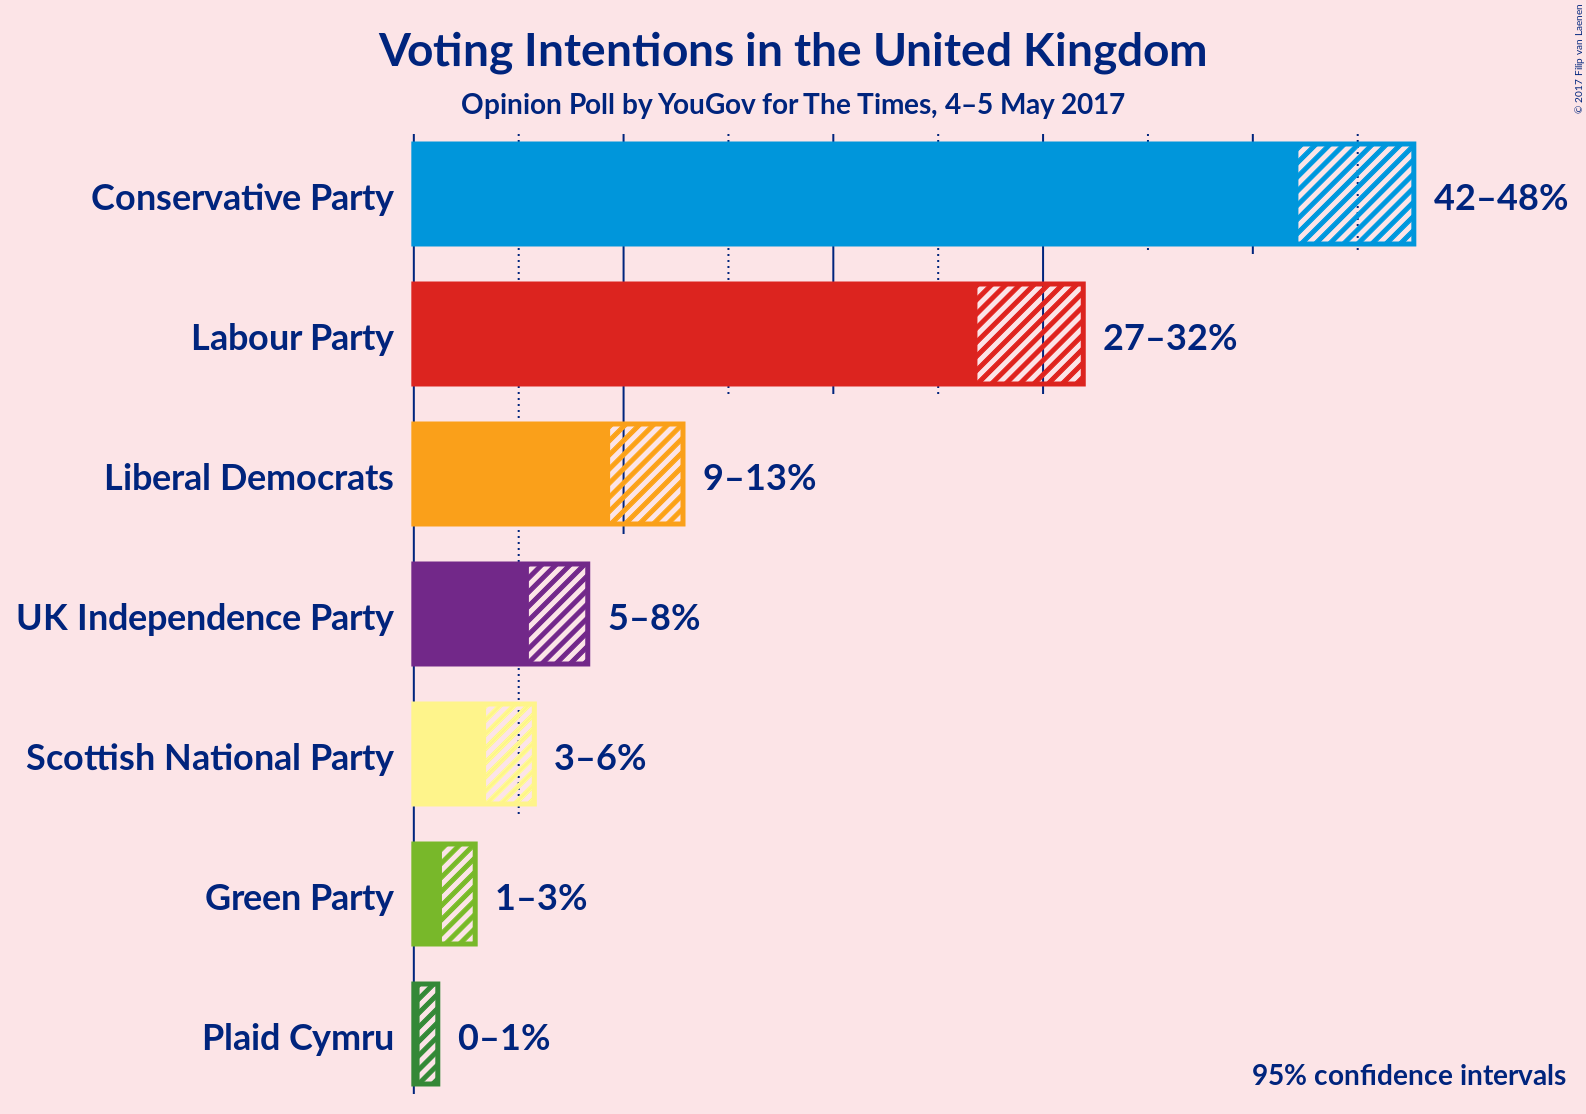 Voting Intentions in the United Kingdom
Opinion Poll by YouGov for The Times, 4–5 May 2017
© 2017 Filip van Laenen
Conservative Party 42–48%
Labour Party 27–32%
Liberal Democrats 9–13%
UK Independence Party 5–8%
Scottish National Party 3–6%
Green Party 1–3%
Plaid Cymru 0–1%
95% confidence intervals